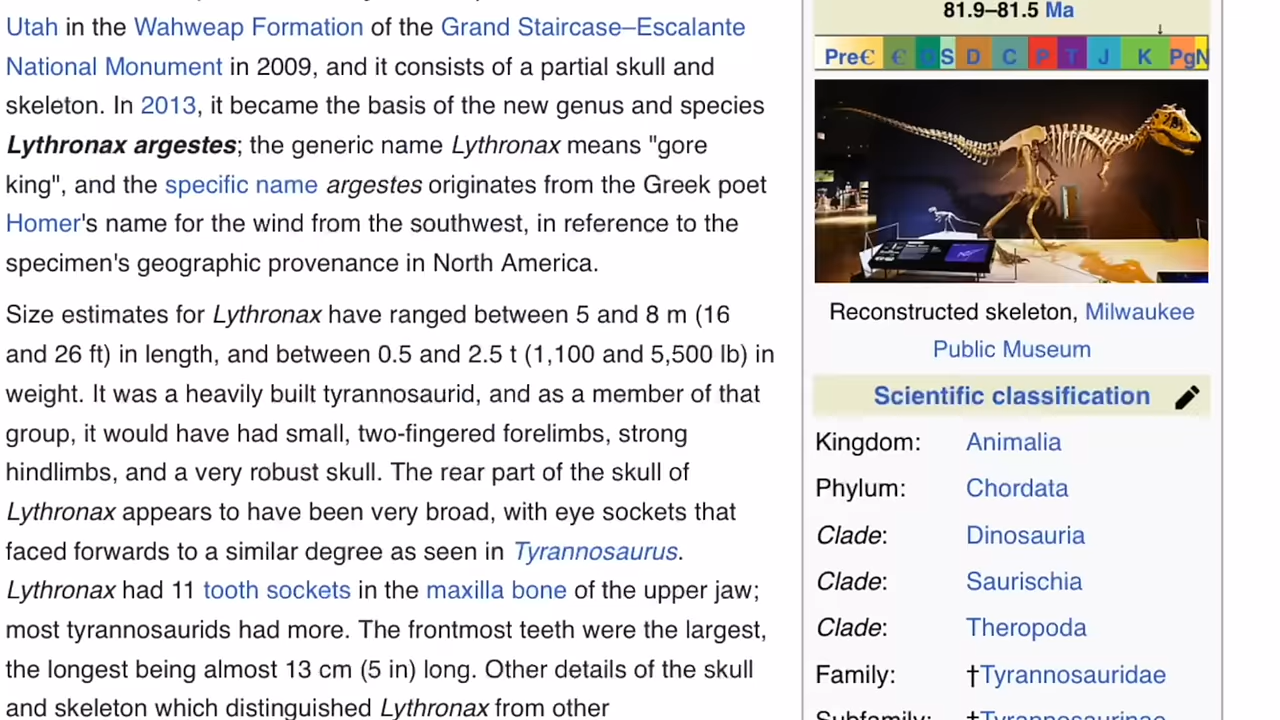 Utah in the Wahweap Formation of the Grand Staircase–Escalante
National Monument in 2009, and it consists of a partial skull and
skeleton. In 2013, it became the basis of the new genus and species
Lythronax argestes; the generic name Lythronax means "gore
king", and the specific name argestes originates from the Greek poet
Homer's name for the wind from the southwest, in reference to the
specimen's geographic provenance in North America.
Size estimates for Lythronax have ranged between 5 and 8 m (16
and 26 ft) in length, and between 0.5 and 2.5 t (1,100 and 5,500 lb) in
weight. It was a heavily built tyrannosaurid, and as a member of that
group, it would have had small, two-fingered forelimbs, strong
hindlimbs, and a very robust skull. The rear part of the skull of
Lythronax appears to have been very broad, with eye sockets that
faced forwards to a similar degree as seen in Tyrannosaurus.
Lythronax had 11 tooth sockets in the maxilla bone of the upper jaw;
most tyrannosaurids had more. The frontmost teeth were the largest,
the longest being almost 13 cm (5 in) long. Other details of the skull
and skeleton which distinguished Lythronax from other
81.9–81.5 Ma
↓
PreꞒ Ꞓ O S D C P T J K Pg N
Reconstructed skeleton, Milwaukee
Public Museum
Scientific classification
Kingdom: Animalia
Phylum: Chordata
Clade: Dinosauria
Clade: Saurischia
Clade: Theropoda
Family: †Tyrannosauridae
Subfamily: †Tyrannosaurinae